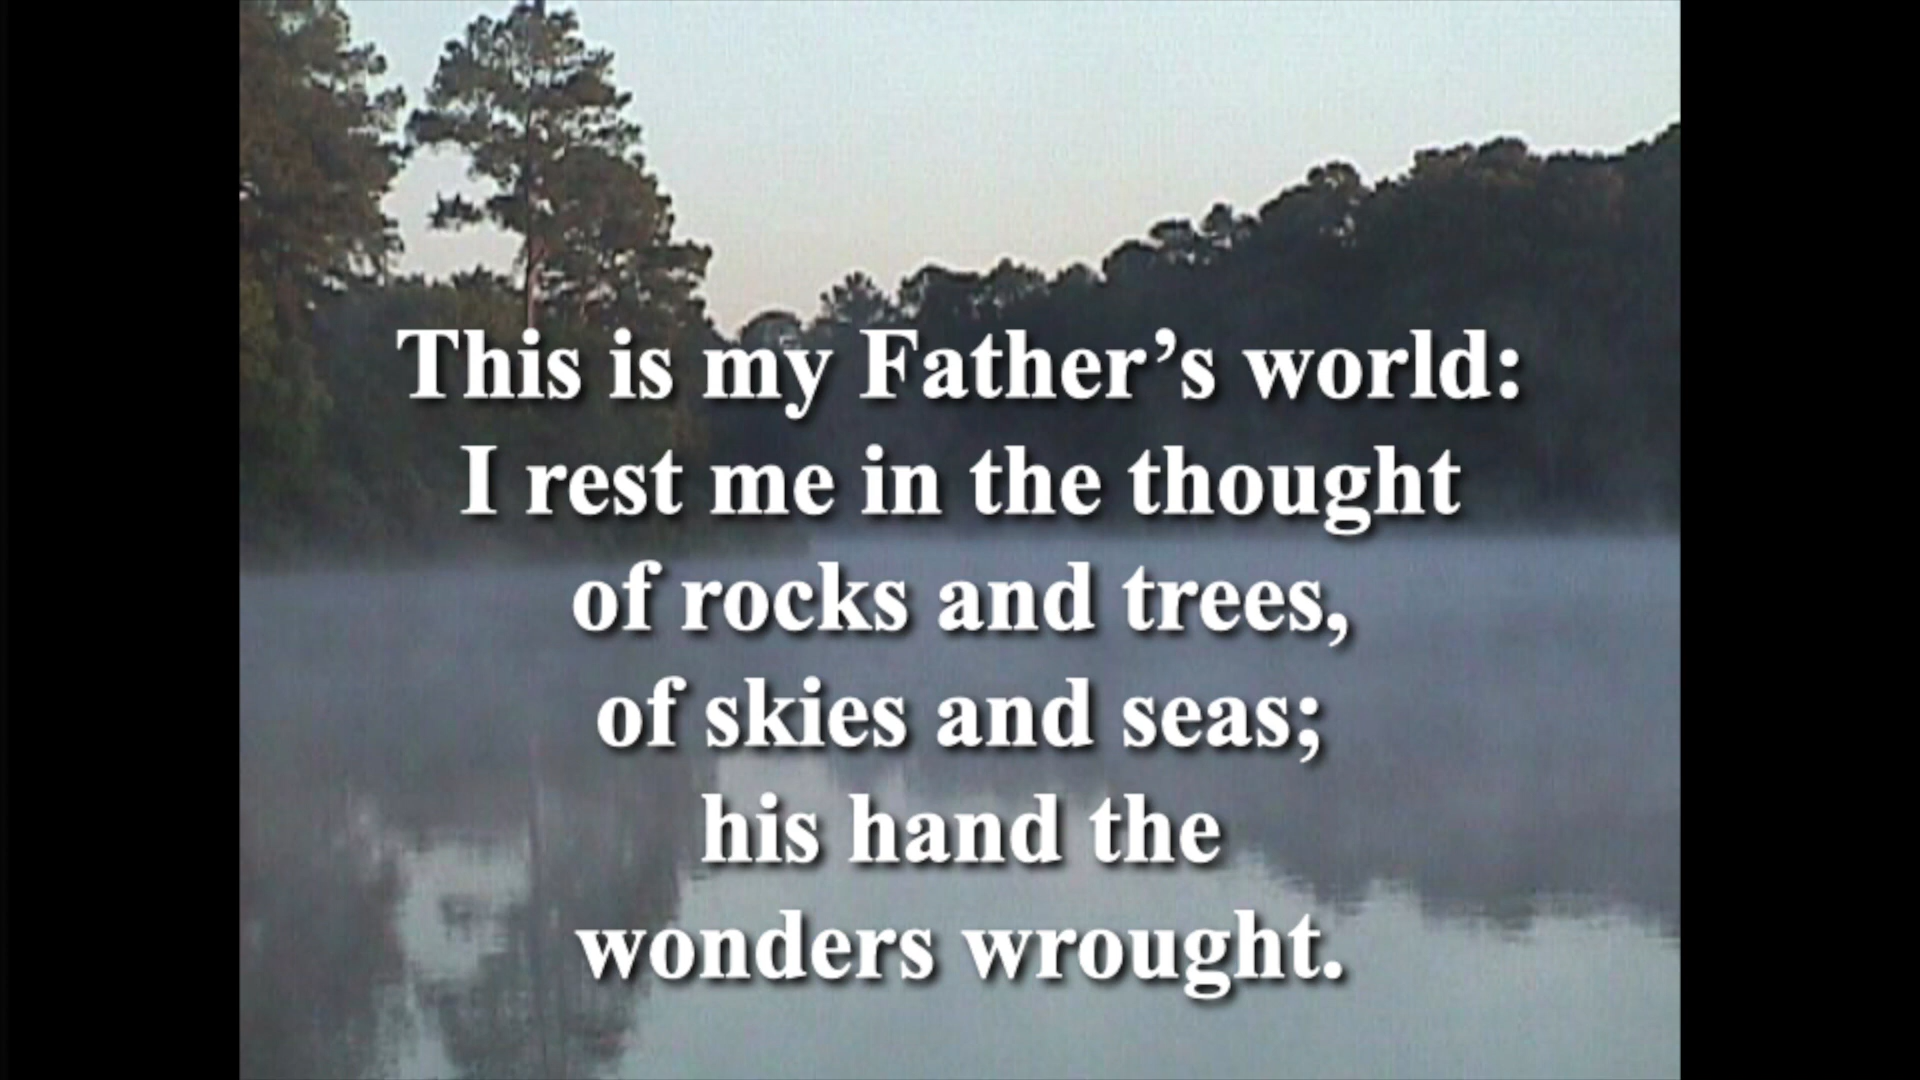 This is my Father’s world:
I rest me in the thought
of rocks and trees,
of skies and seas;
his hand the
wonders wrought.